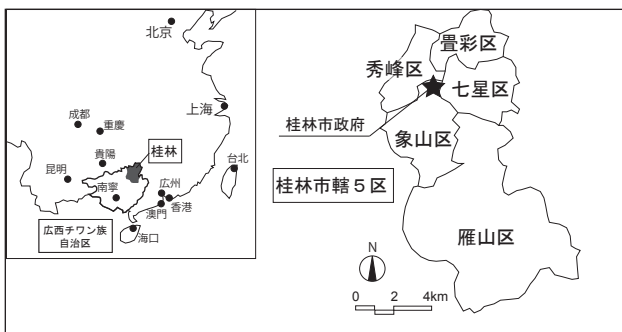 北京
上海
成都
重慶
貴陽
桂林
昆明
南寧
広州
台北
香港
澳門
広西チワン族
自治区
海口
畳彩区
秀峰区
七星区
桂林市政府
象山区
桂林市轄5区
雁山区
N
0 2 4km